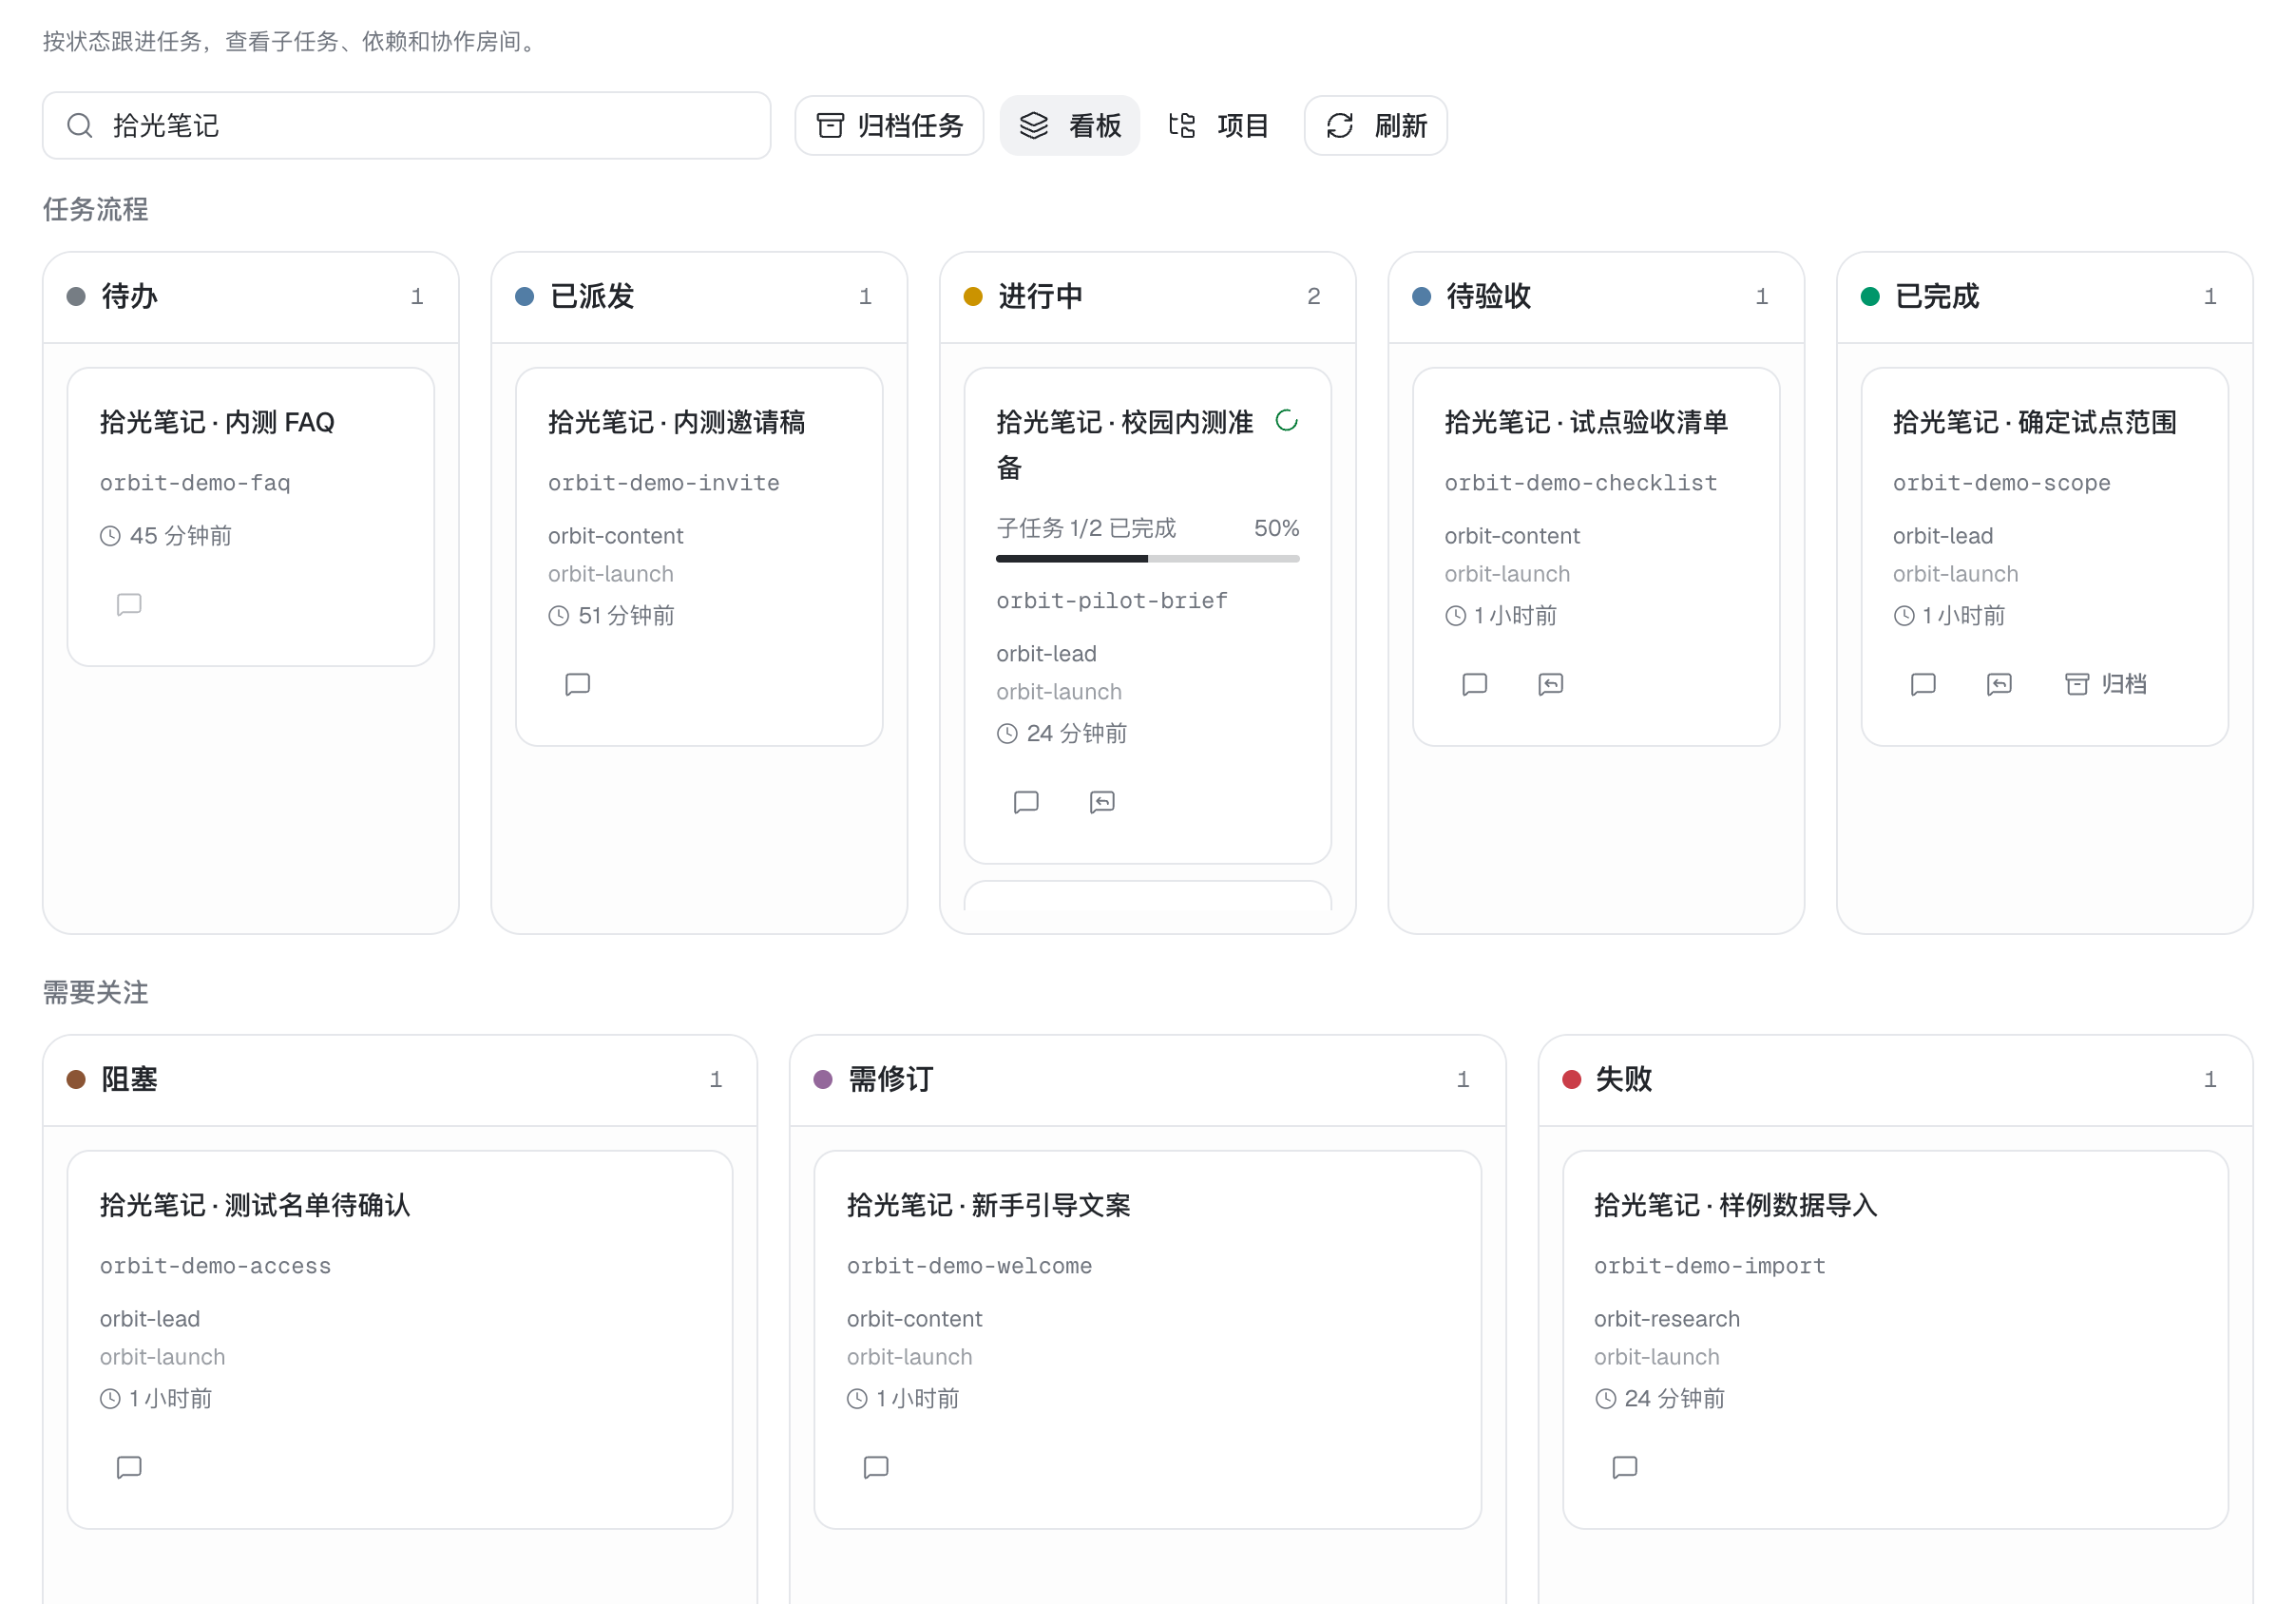 按状态跟进任务，查看子任务、依赖和协作房间。
拾光笔记
归档任务
看板
项目
刷新
任务流程
待办
1
拾光笔记 · 内测 FAQ
orbit-demo-faq
45 分钟前
已派发
1
拾光笔记 · 内测邀请稿
orbit-demo-invite
orbit-content
orbit-launch
51 分钟前
进行中
2
拾光笔记 · 校园内测准
备
子任务 1/2 已完成
50%
orbit-pilot-brief
orbit-lead
orbit-launch
24 分钟前
待验收
1
拾光笔记 · 试点验收清单
orbit-demo-checklist
orbit-content
orbit-launch
1 小时前
已完成
1
拾光笔记 · 确定试点范围
orbit-demo-scope
orbit-lead
orbit-launch
1 小时前
归档
需要关注
阻塞
1
拾光笔记 · 测试名单待确认
orbit-demo-access
orbit-lead
orbit-launch
1 小时前
需修订
1
拾光笔记 · 新手引导文案
orbit-demo-welcome
orbit-content
orbit-launch
1 小时前
失败
1
拾光笔记 · 样例数据导入
orbit-demo-import
orbit-research
orbit-launch
24 分钟前